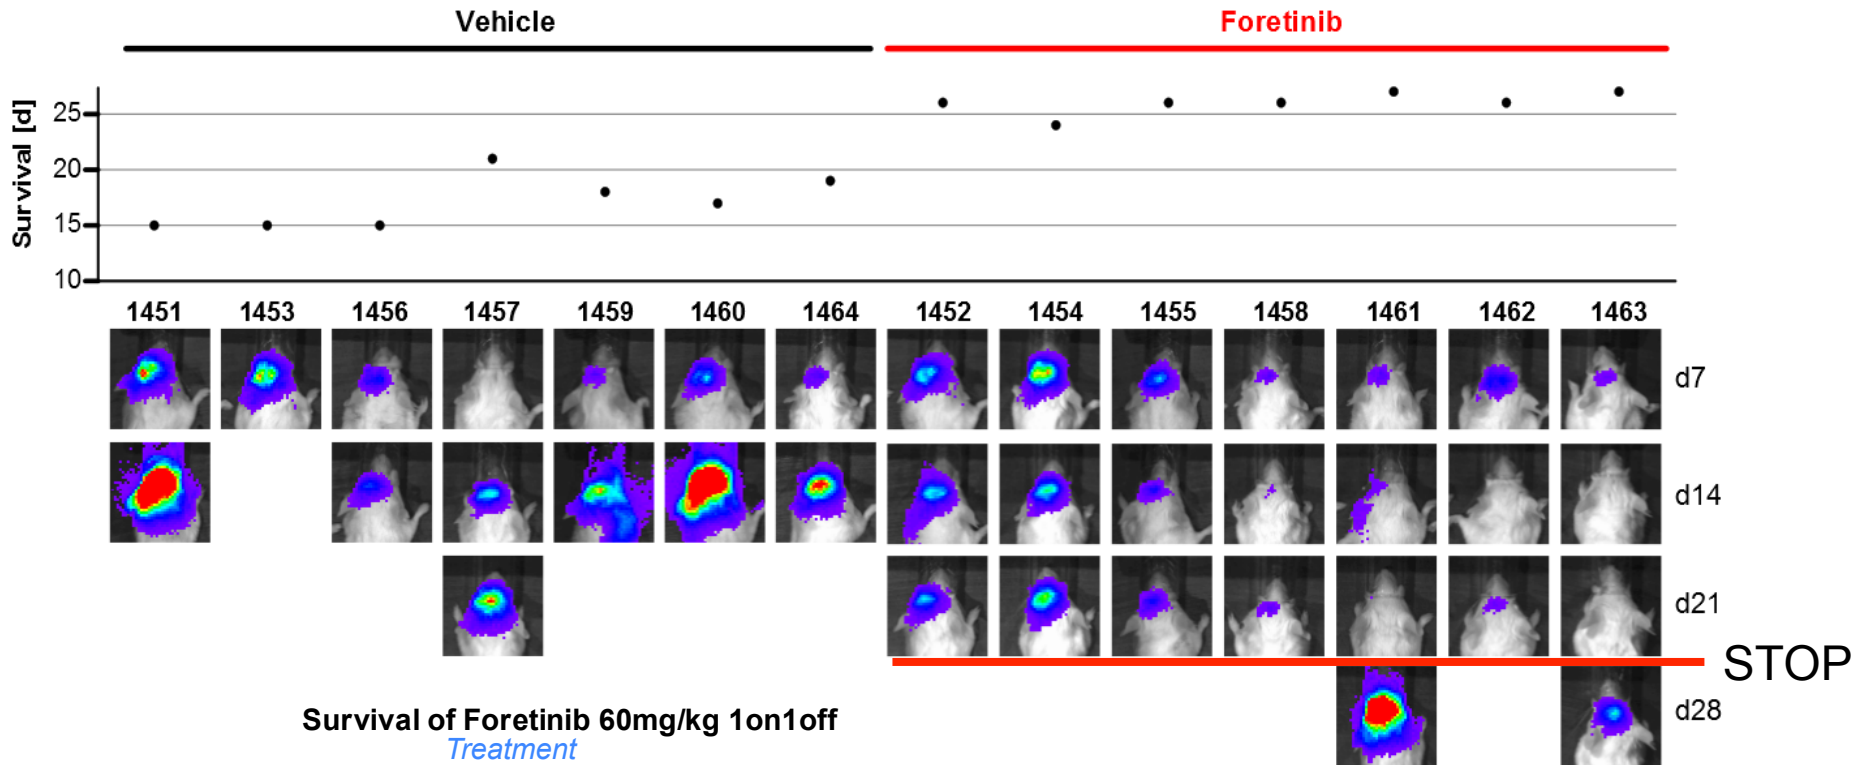 Vehicle Foretinib
Survival [d]
25
20
15
10
1451 1453 1456 1457 1459 1460 1464 1452 1454 1455 1458 1461 1462 1463
d7
d14
d21
STOP
d28
Survival of Foretinib 60mg/kg 1on1off
Treatment